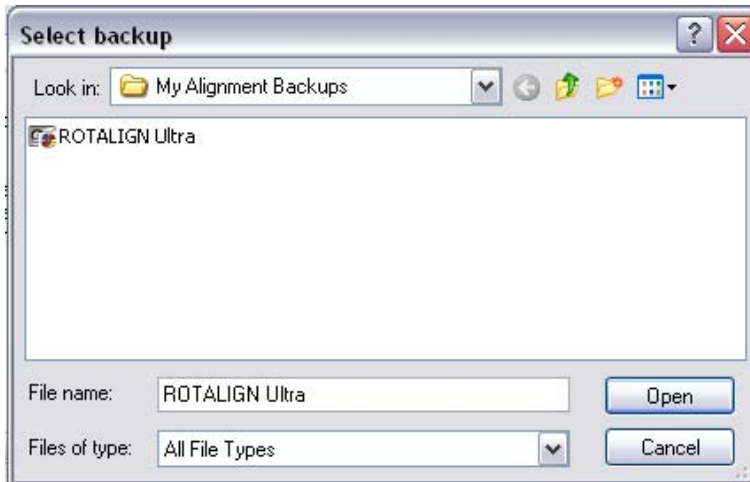 Select backup
Look in: My Alignment Backups
ROTALIGN Ultra
File name: ROTALIGN Ultra Open
Files of type: All File Types Cancel